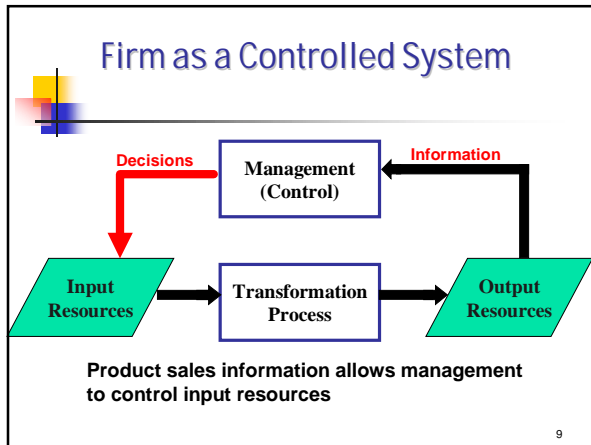 Firm as a Controlled System
Decisions
Management
(Control)
Information
Input
Resources
Transformation
Process
Output
Resources
Product sales information allows management
to control input resources
9